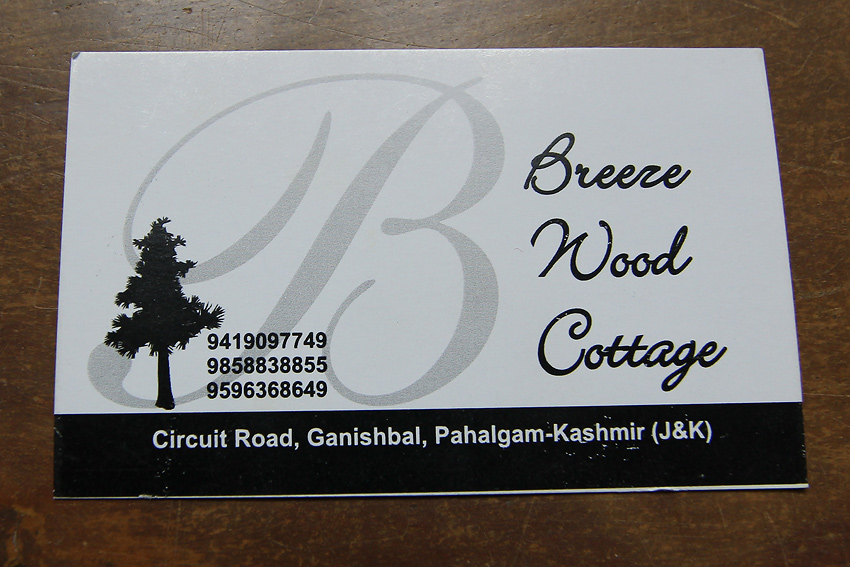 B
Breeze
Wood
Cottage
9419097749
9858838855
9596368649
Circuit Road, Ganishbal, Pahalgam-Kashmir (J&K)